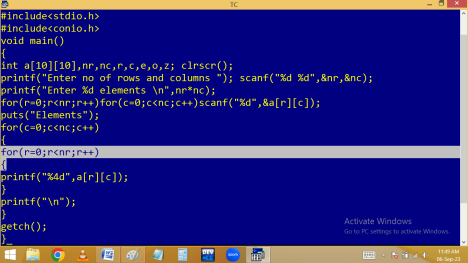 TC
#include<stdio.h>
#include<conio.h>
void main()
{
int a[10][10],nr,nc,r,c,e,o,z; clrscr();
printf("Enter no of rows and columns "); scanf("%d %d",&nr,&nc);
printf("Enter %d elements \n",nr*nc);
for(r=0;r<nr;r++)for(c=0;c<nc;c++)scanf("%d",&a[r][c]);
puts("Elements");
for(c=0;c<nc;c++)
{
for(r=0;r<nr;r++)
{
printf("%4d",a[r][c]);
}
printf("\n");
}
getch();
}_
Activate Windows
Go to PC settings to activate Windows.
11:49 AM
06-Sep-23